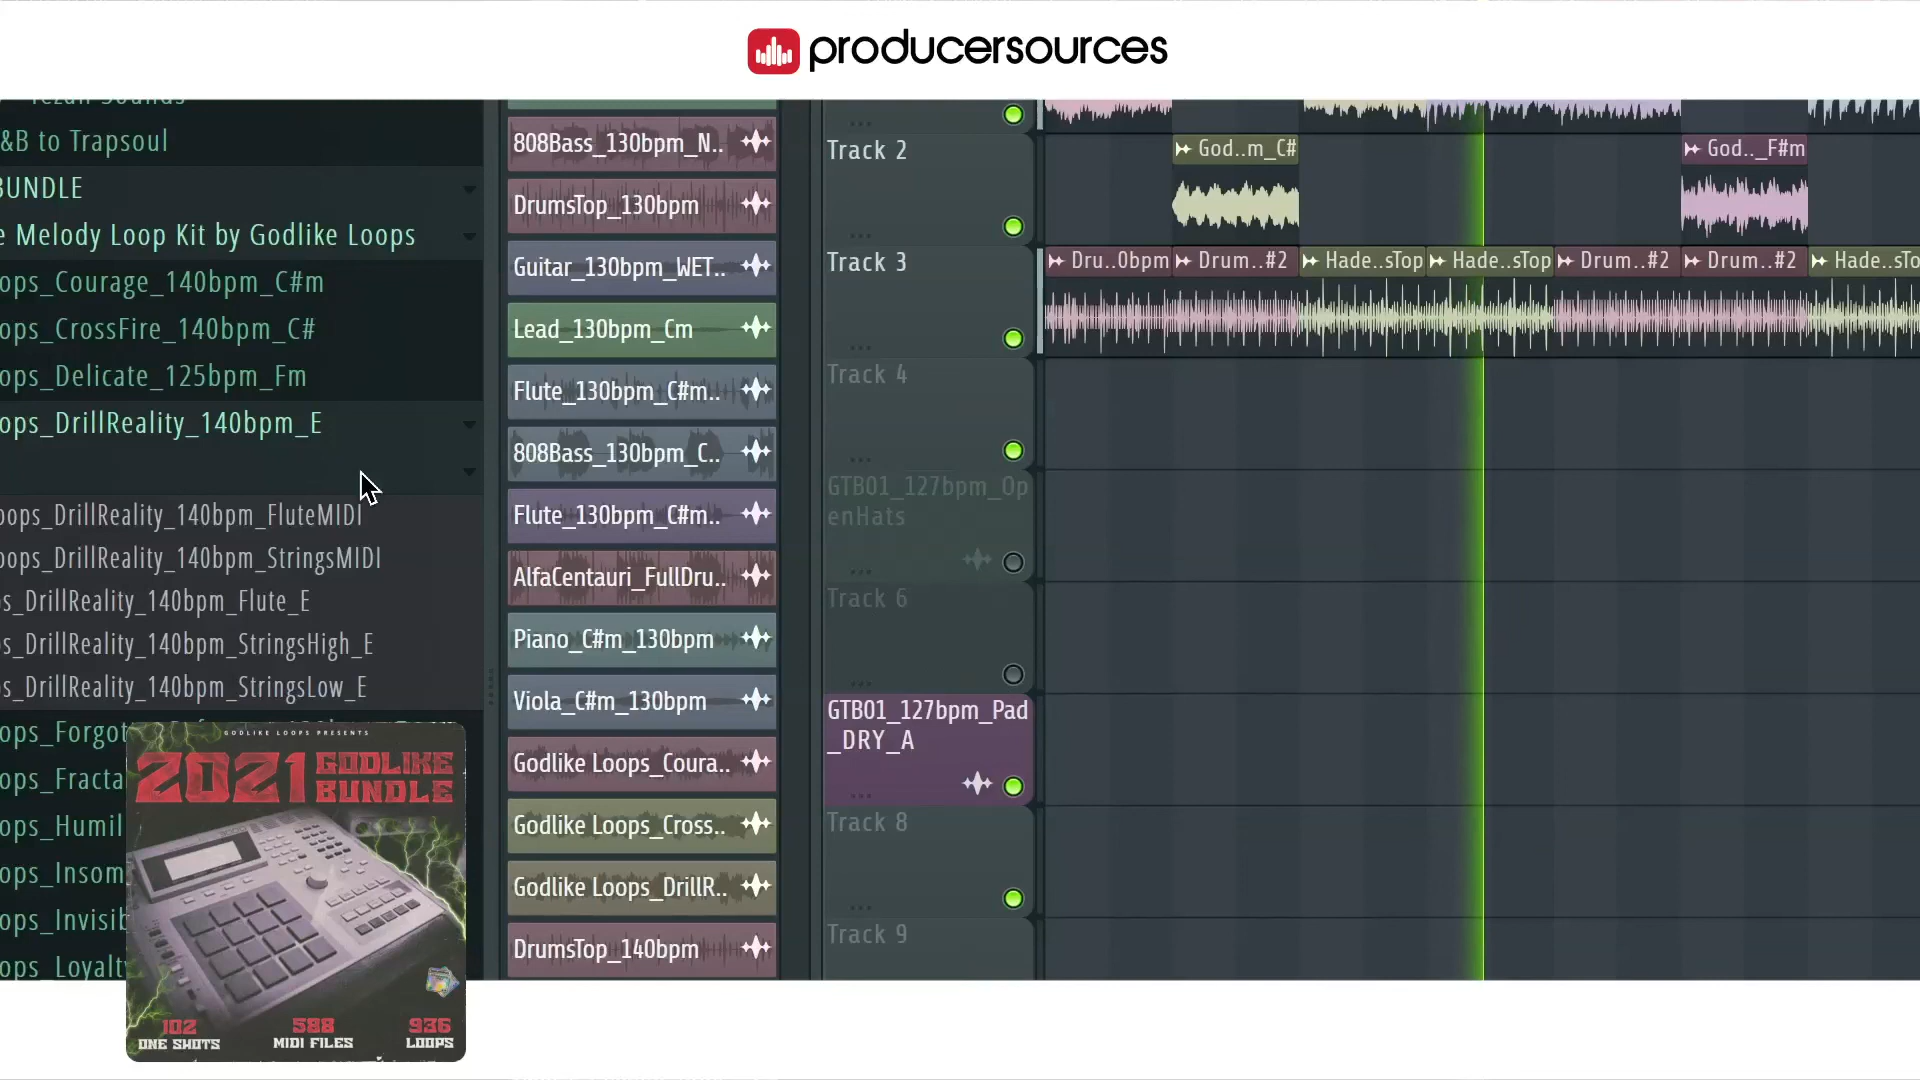 producersources
&B to Trapsoul
BUNDLE
e Melody Loop Kit by Godlike Loops
ops_Courage_140bpm_C#m
ops_CrossFire_140bpm_C#
ops_Delicate_125bpm_Fm
ops_DrillReality_140bpm_E
oops_DrillReality_140bpm_FluteMIDI
oops_DrillReality_140bpm_StringsMIDI
s_DrillReality_140bpm_Flute_E
s_DrillReality_140bpm_StringsHigh_E
s_DrillReality_140bpm_StringsLow_E
ops_Forgot
ops_Fracta
ops_Humil
ops_Insom
ops_Invisib
ops_Loyalt
GODLIKE LOOPS PRESENTS
2021 GODLIKE BUNDLE
102 ONE SHOTS
588 MIDI FILES
936 LOOPS
808Bass_130bpm_N..
DrumsTop_130bpm
Guitar_130bpm_WET..
Lead_130bpm_Cm
Flute_130bpm_C#m..
808Bass_130bpm_C..
Flute_130bpm_C#m..
AlfaCentauri_FullDru..
Piano_C#m_130bpm
Viola_C#m_130bpm
Godlike Loops_Coura..
Godlike Loops_Cross..
Godlike Loops_DrillR..
DrumsTop_140bpm
Track 2
Track 3
Track 4
GTB01_127bpm_Op
enHats
Track 6
GTB01_127bpm_Pad
_DRY_A
Track 8
Track 9
God..m_C#
God.._F#m
Dru..0bpm
Drum..#2
Hade..sTop
Hade..sTop
Drum..#2
Drum..#2
Hade..sTo